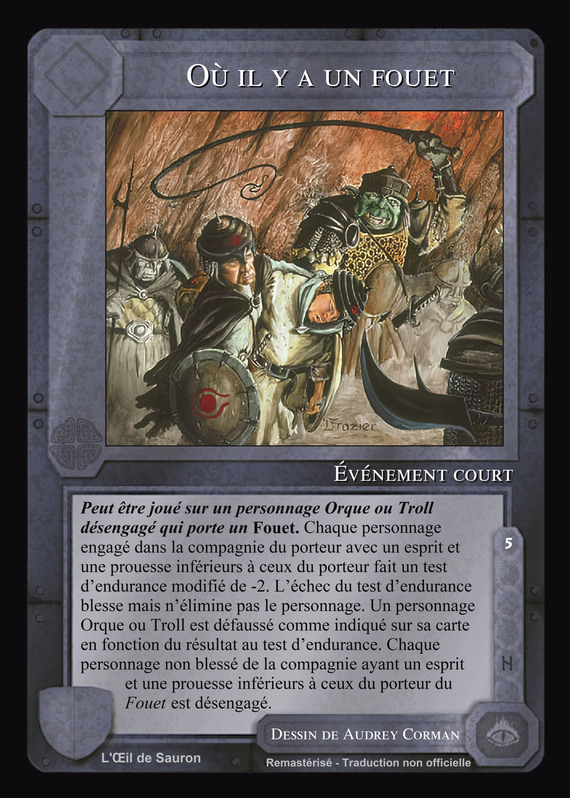 Où il y a un fouet
LFrazier
Événement court
Peut être joué sur un personnage Orque ou Troll
désengagé qui porte un Fouet. Chaque personnage
engagé dans la compagnie du porteur avec un esprit et
une prouesse inférieurs à ceux du porteur fait un test
d'endurance modifié de -2. L'échec du test d'endurance
blesse mais n'élimine pas le personnage. Un personnage
Orque ou Troll est défaussé comme indiqué sur sa carte
en fonction du résultat au test d'endurance. Chaque
personnage non blessé de la compagnie ayant un esprit
et une prouesse inférieurs à ceux du porteur du
Fouet est désengagé.
5
Dessin de Audrey Corman
L'Œil de Sauron
Remastérisé - Traduction non officielle